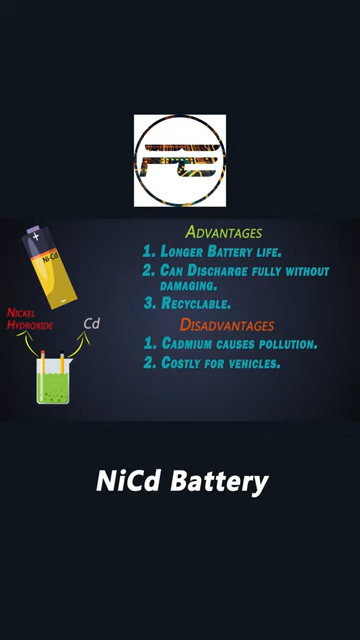 Advantages
1. Longer Battery life.
2. Can Discharge fully without
damaging.
3. Recyclable.
Disadvantages
1. Cadmium causes pollution.
2. Costly for vehicles.
+
Ni-Cd
-
Nickel
Hydroxide
Cd
NiCd Battery